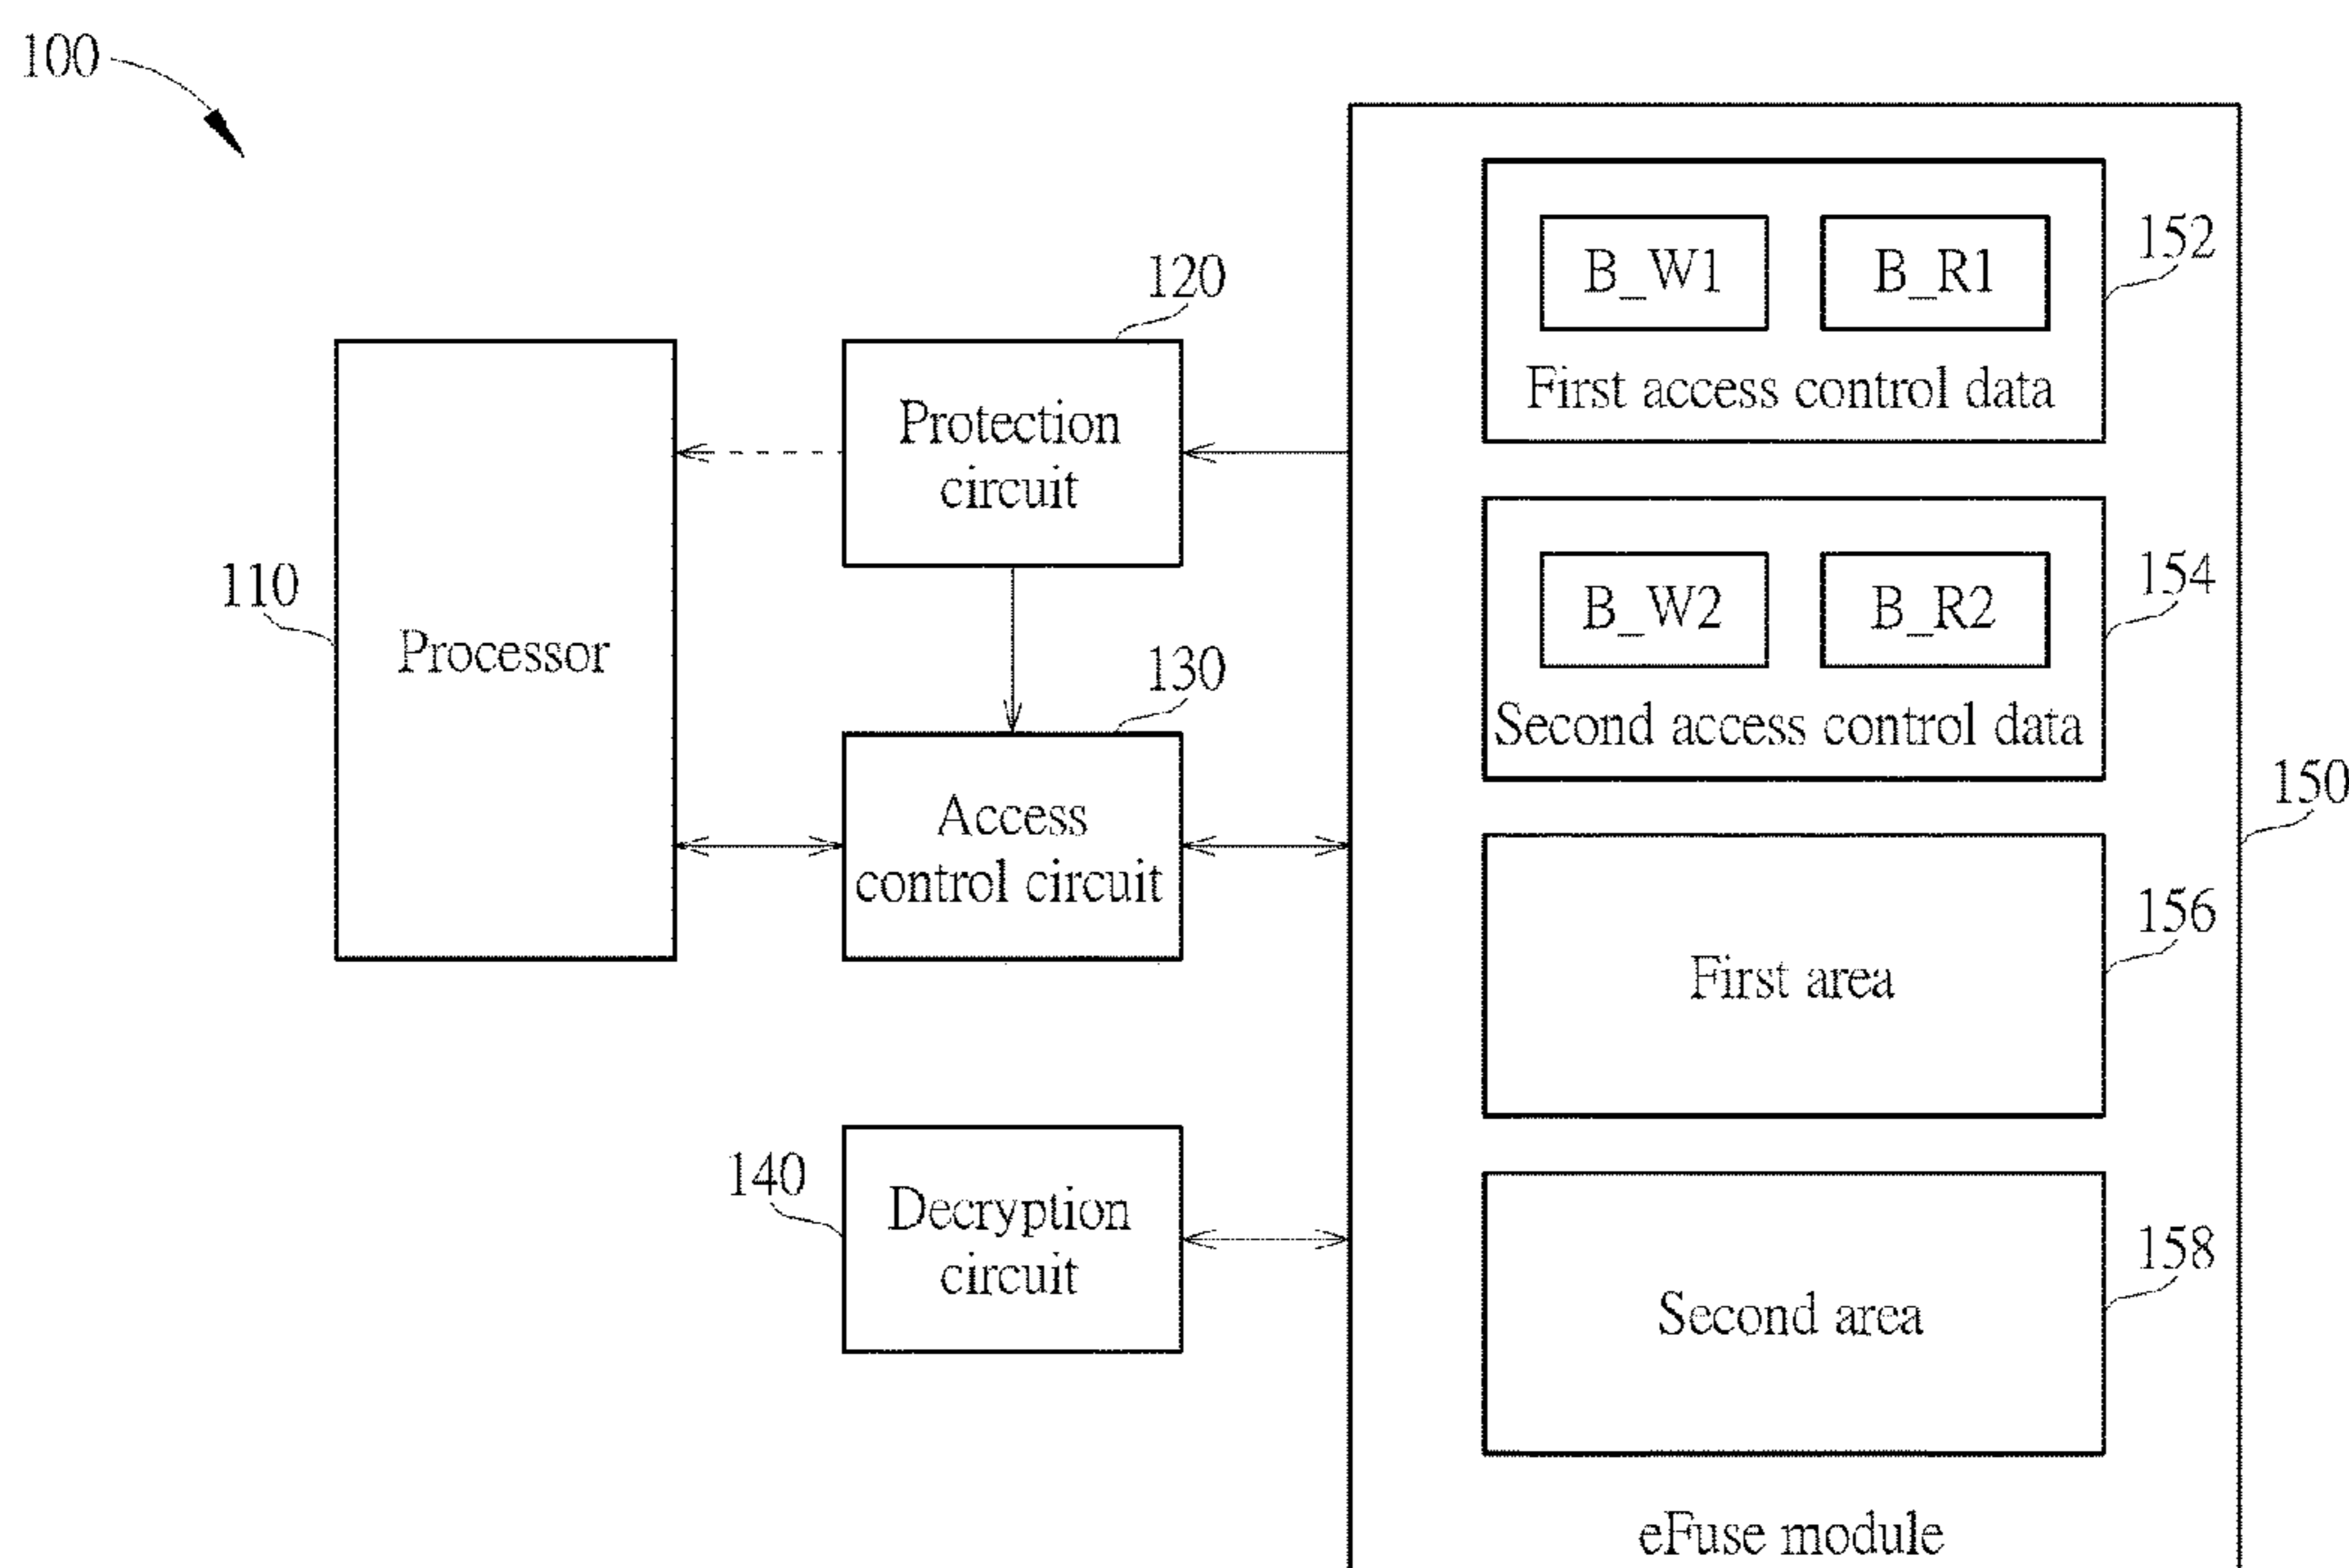 100
152
B_W1
B_R1
First access control data
120
Protection
circuit
154
B_W2
B_R2
Second access control data
110
Processor
130
Access
control circuit
150
156
First area
140
Decryption
circuit
158
Second area
eFuse module